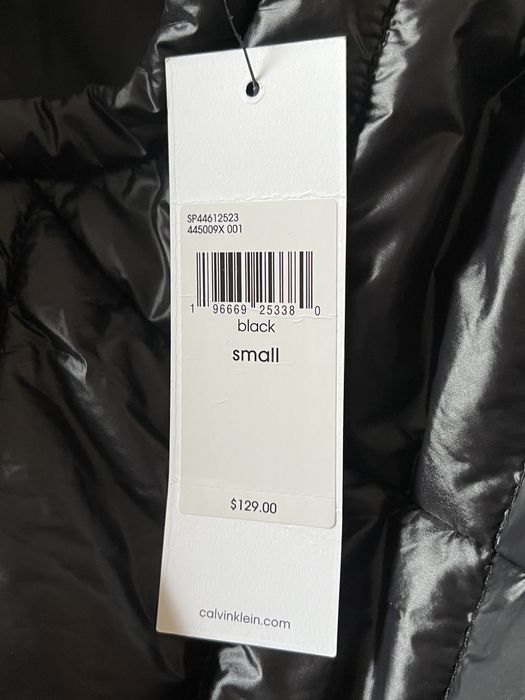 SP44612523
445009X 001
1 96669 25338 0
black
small
$129.00
calvinklein.com